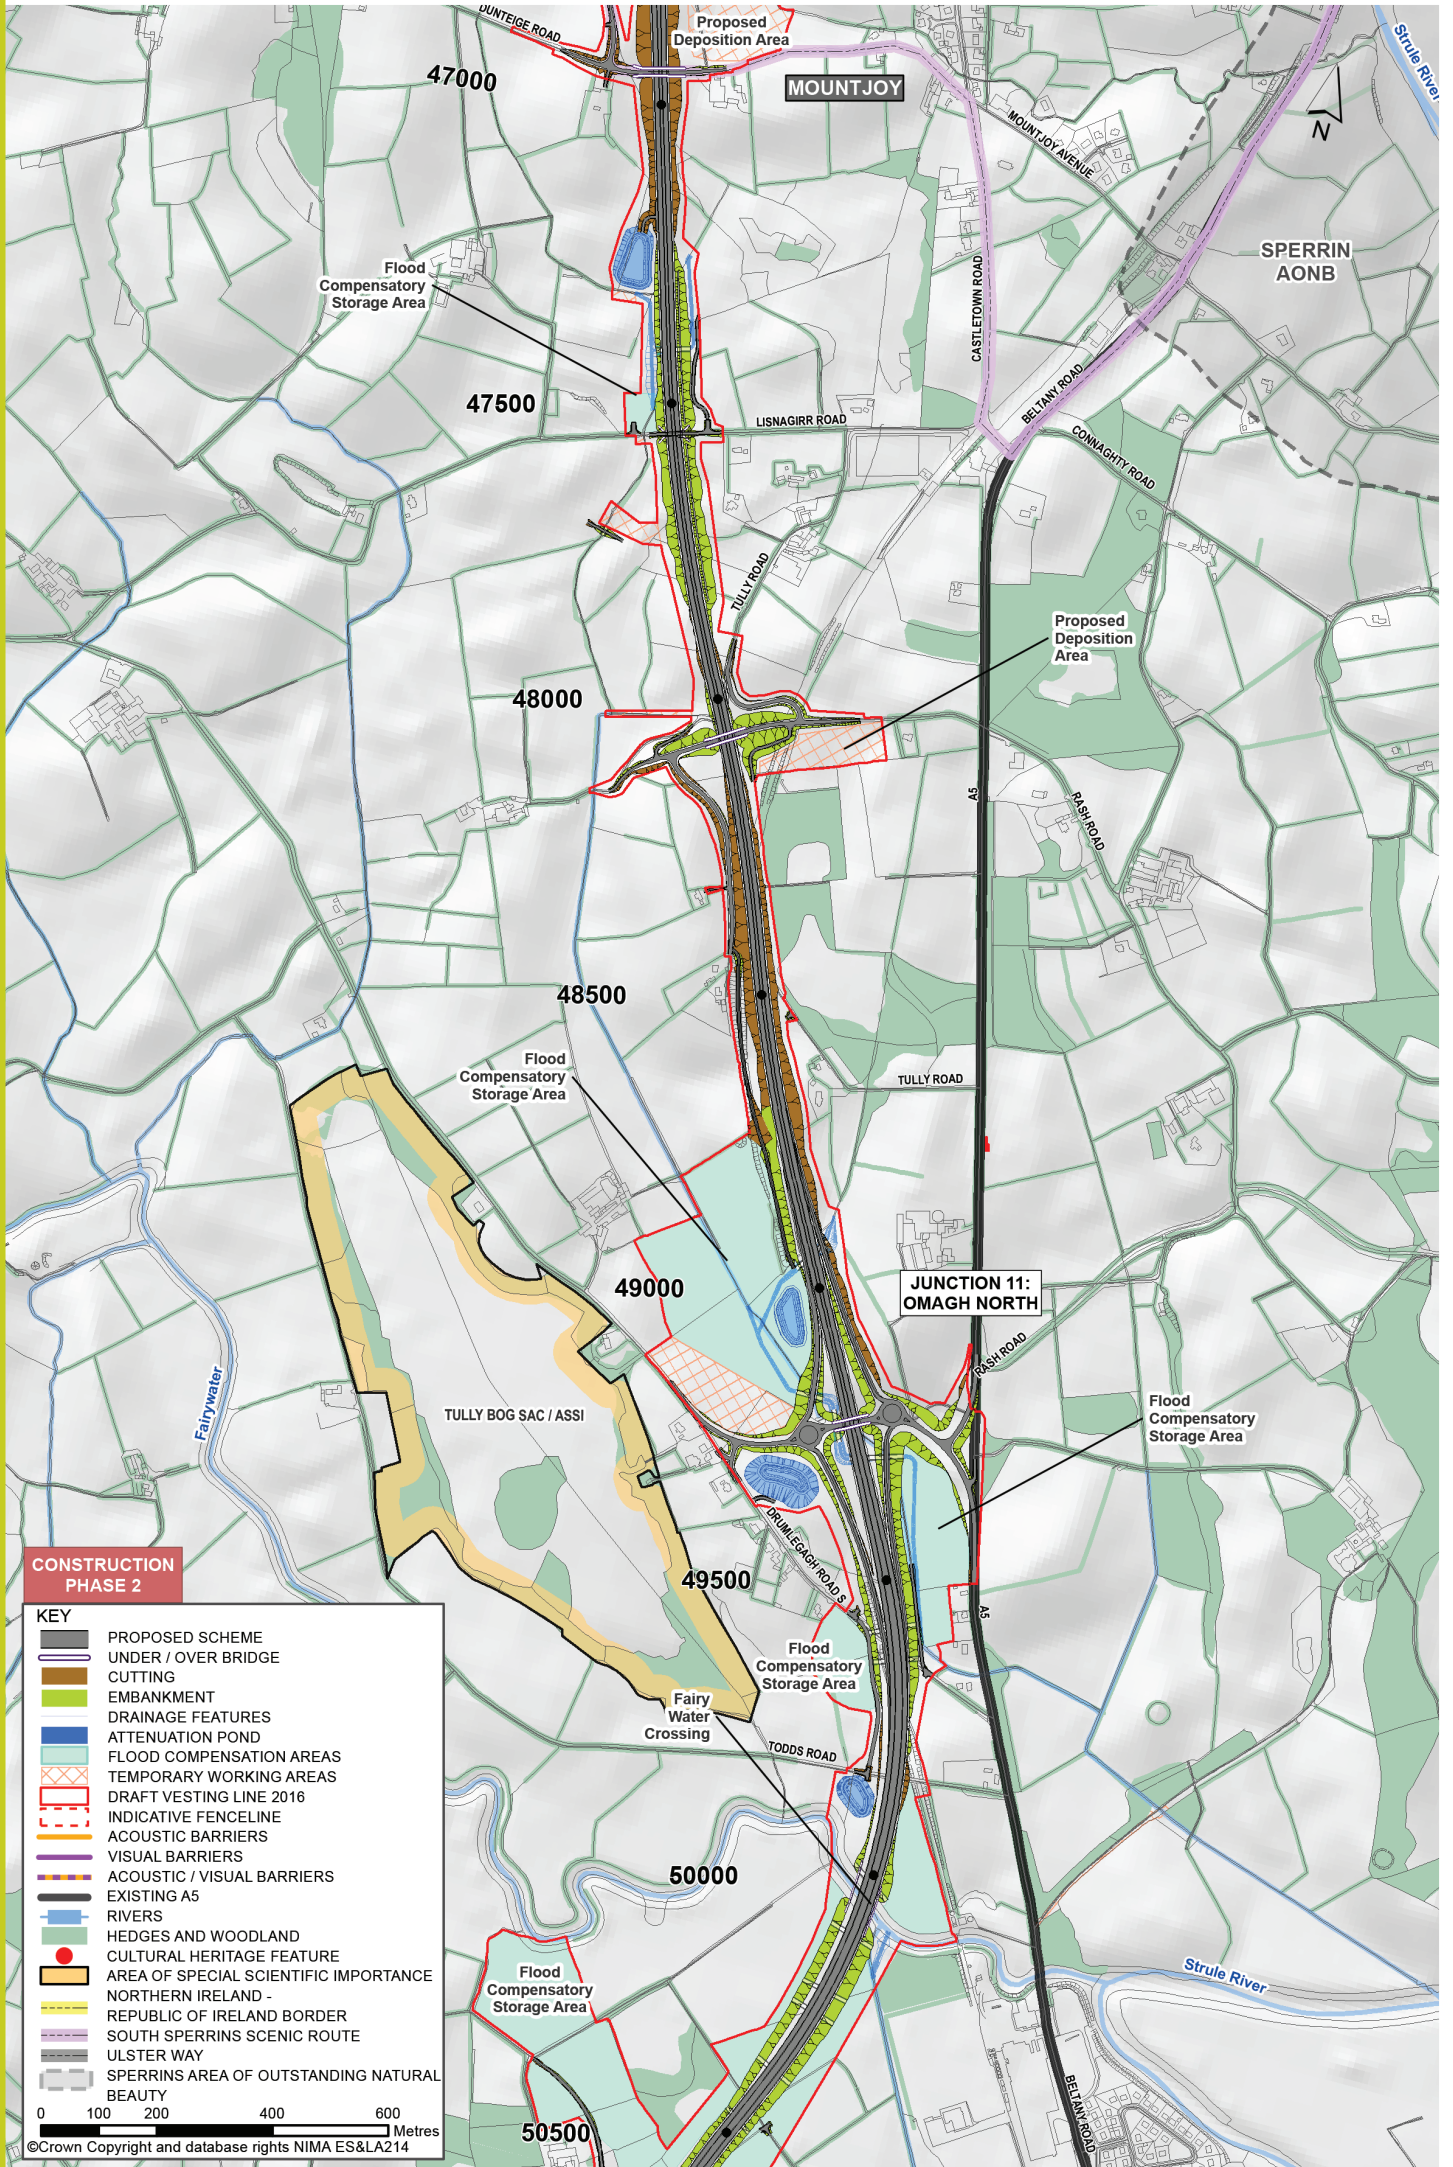 DUNTEIGE ROAD
Proposed
Deposition Area
Strule River
47000
MOUNTJOY
MOUNTJOY AVENUE
N
SPERRIN
AONB
Flood
Compensatory
Storage Area
CASTLETOWN ROAD
BELTANY ROAD
47500
LISNAGIRR ROAD
CONNAGHTY ROAD
TULLY ROAD
Proposed
Deposition
Area
48000
A5
RASH ROAD
48500
Flood
Compensatory
Storage Area
TULLY ROAD
49000
JUNCTION 11:
OMAGH NORTH
RASH ROAD
Fairywater
TULLY BOG SAC / ASSI
Flood
Compensatory
Storage Area
DRUMLEGAGH ROAD S
49500
A5
Flood
Compensatory
Storage Area
Fairy
Water
Crossing
TODDS ROAD
50000
Strule River
Flood
Compensatory
Storage Area
BELTANY ROAD
50500
CONSTRUCTION
PHASE 2
KEY
PROPOSED SCHEME
UNDER / OVER BRIDGE
CUTTING
EMBANKMENT
DRAINAGE FEATURES
ATTENUATION POND
FLOOD COMPENSATION AREAS
TEMPORARY WORKING AREAS
DRAFT VESTING LINE 2016
INDICATIVE FENCELINE
ACOUSTIC BARRIERS
VISUAL BARRIERS
ACOUSTIC / VISUAL BARRIERS
EXISTING A5
RIVERS
HEDGES AND WOODLAND
CULTURAL HERITAGE FEATURE
AREA OF SPECIAL SCIENTIFIC IMPORTANCE
NORTHERN IRELAND -
REPUBLIC OF IRELAND BORDER
SOUTH SPERRINS SCENIC ROUTE
ULSTER WAY
SPERRINS AREA OF OUTSTANDING NATURAL
BEAUTY
0 100 200 400 600
Metres
©Crown Copyright and database rights NIMA ES&LA214